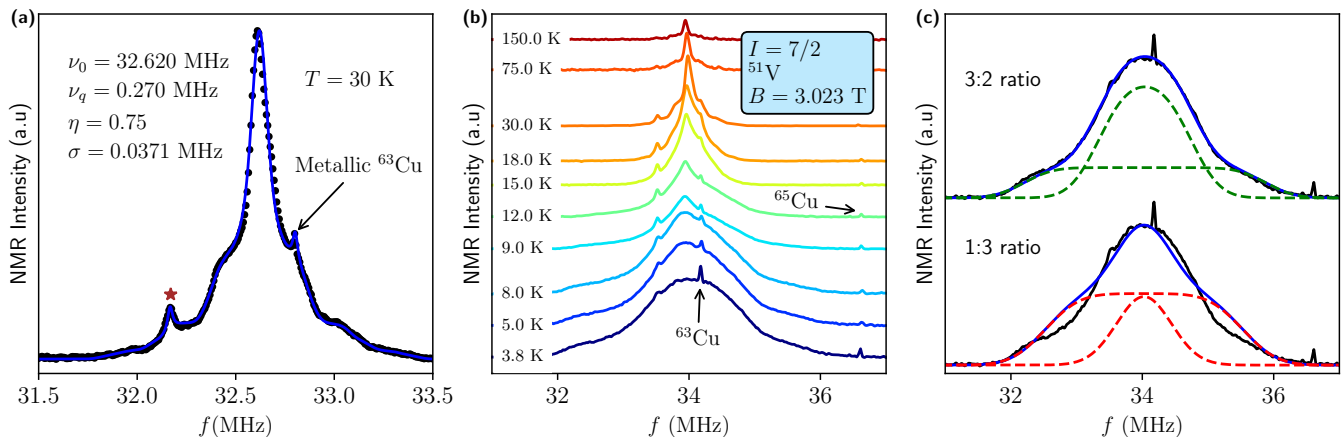 (a)
ν₀ = 32.620 MHz
ν_q = 0.270 MHz
η = 0.75
σ = 0.0371 MHz
T = 30 K
Metallic ⁶³Cu
NMR Intensity (a.u)
31.5 32.0 32.5 33.0 33.5
f(MHz)
(b)
150.0 K
75.0 K
30.0 K
18.0 K
15.0 K
12.0 K
9.0 K
8.0 K
5.0 K
3.8 K
I = 7/2
⁵¹V
B = 3.023 T
⁶⁵Cu
⁶³Cu
NMR Intensity (a.u)
32 34 36
f (MHz)
(c)
3:2 ratio
1:3 ratio
NMR Intensity (a.u)
32 34 36
f (MHz)